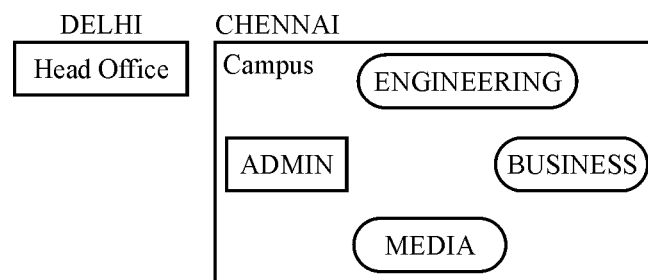 DELHI
CHENNAI
Head Office
Campus
ENGINEERING
ADMIN
BUSINESS
MEDIA